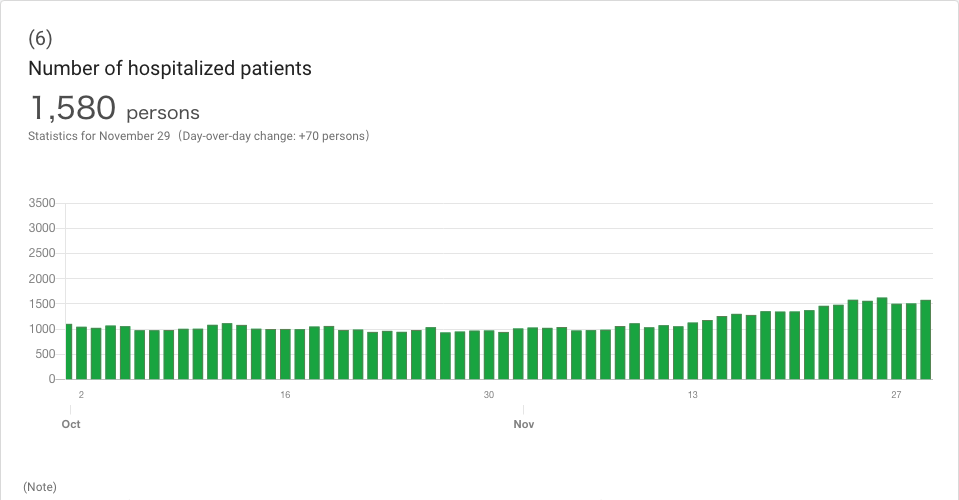 (6)
Number of hospitalized patients
1,580 persons
Statistics for November 29（Day-over-day change: +70 persons）
3500
3000
2500
2000
1500
1000
500
0
2 16 30 13 27
Oct Nov
(Note)